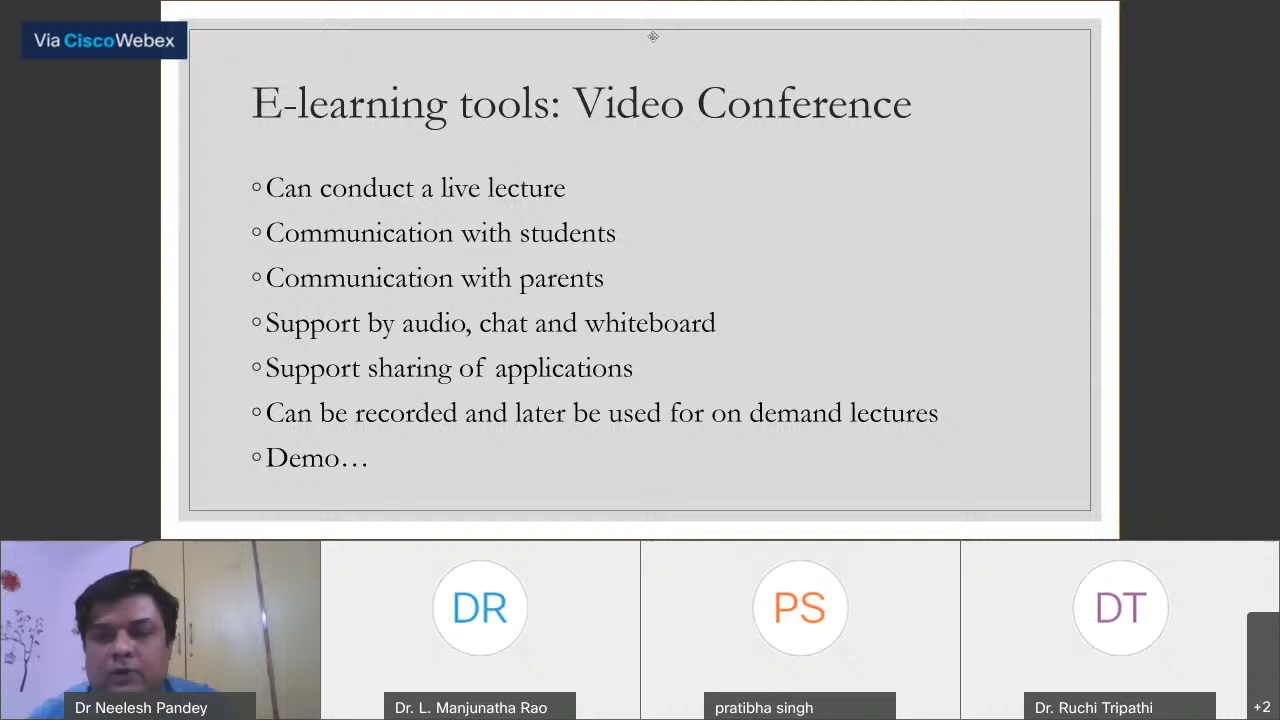 Via CiscoWebex
E-learning tools: Video Conference
◦Can conduct a live lecture
◦Communication with students
◦Communication with parents
◦Support by audio, chat and whiteboard
◦Support sharing of applications
◦Can be recorded and later be used for on demand lectures
◦Demo…
DR
PS
DT
Dr Neelesh Pandey
Dr. L. Manjunatha Rao
pratibha singh
Dr. Ruchi Tripathi
+2